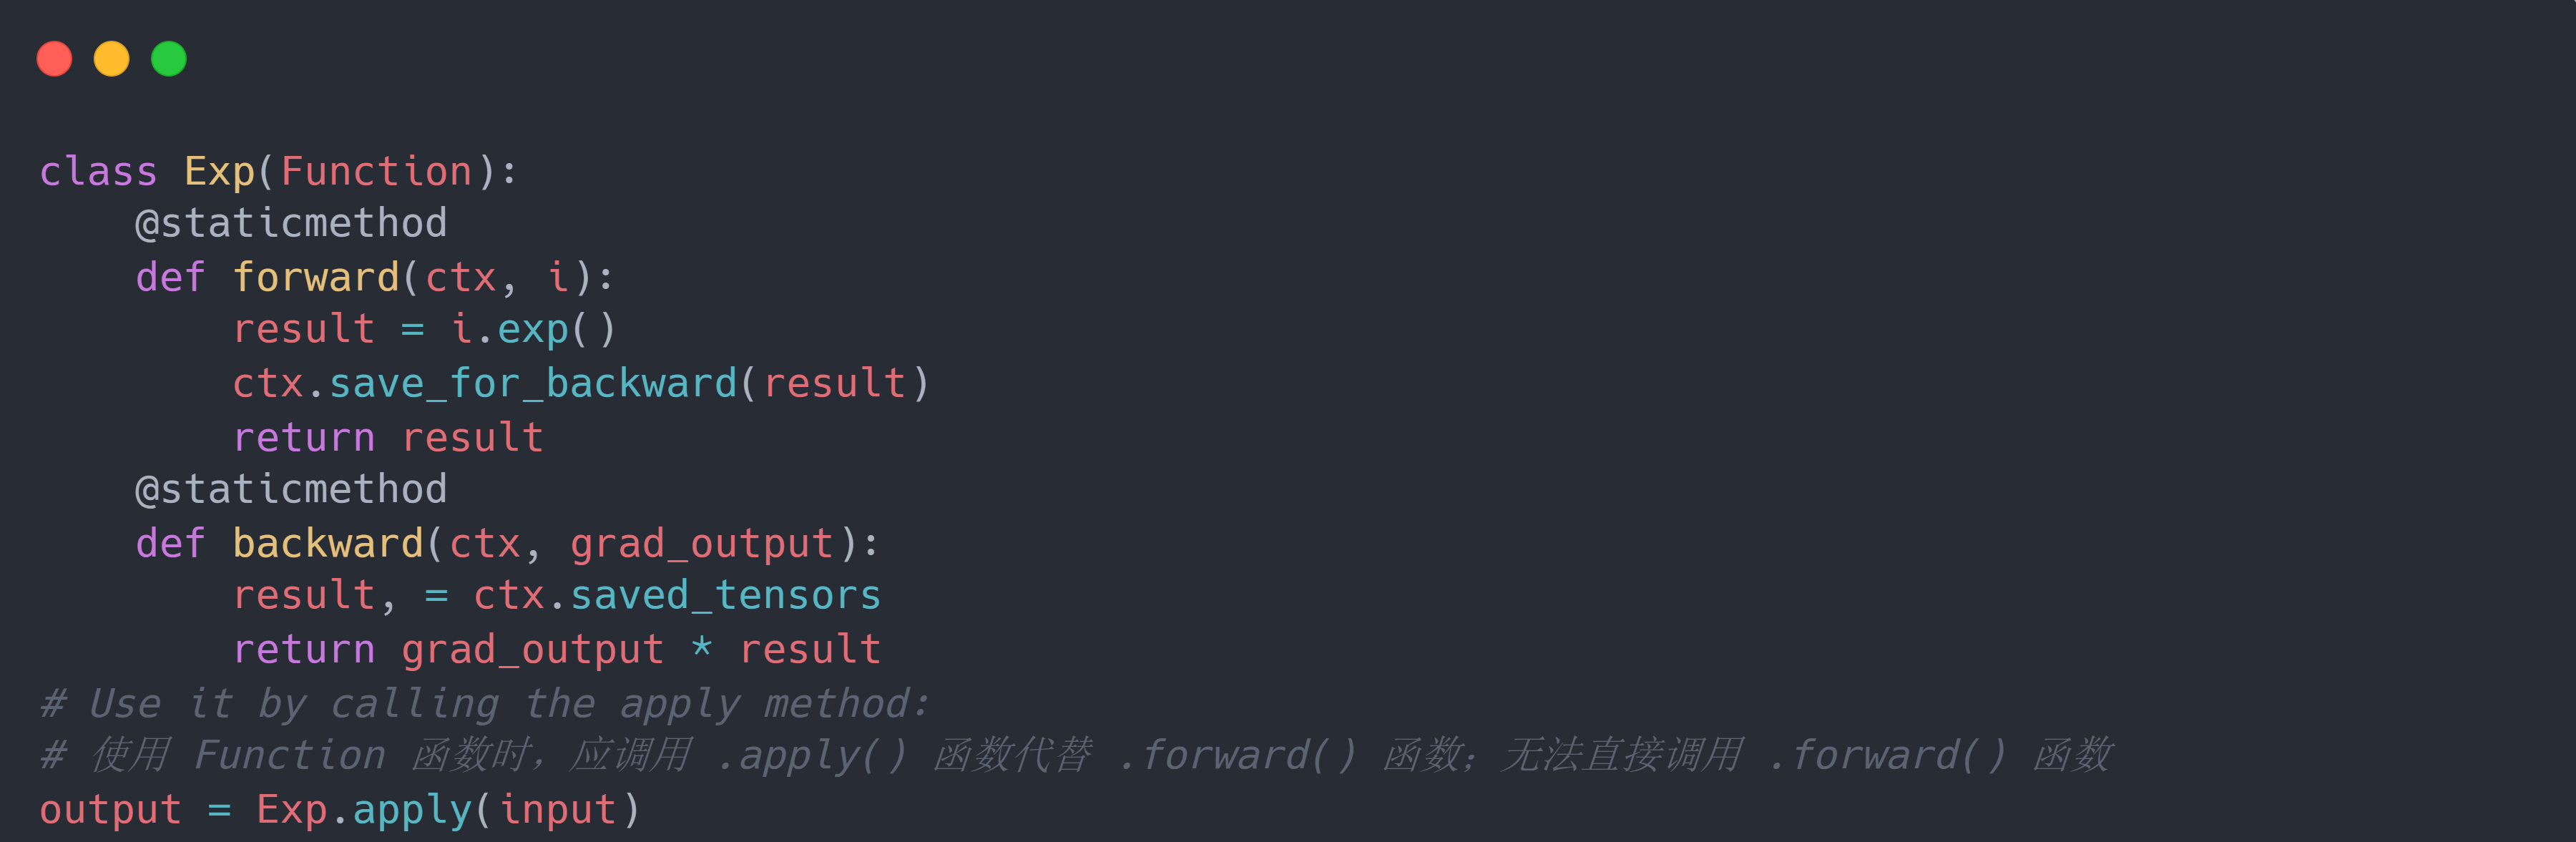 class Exp(Function):
    @staticmethod
    def forward(ctx, i):
        result = i.exp()
        ctx.save_for_backward(result)
        return result
    @staticmethod
    def backward(ctx, grad_output):
        result, = ctx.saved_tensors
        return grad_output * result
# Use it by calling the apply method:
# 使用 Function 函数时，应调用 .apply() 函数代替 .forward() 函数；无法直接调用 .forward() 函数
output = Exp.apply(input)